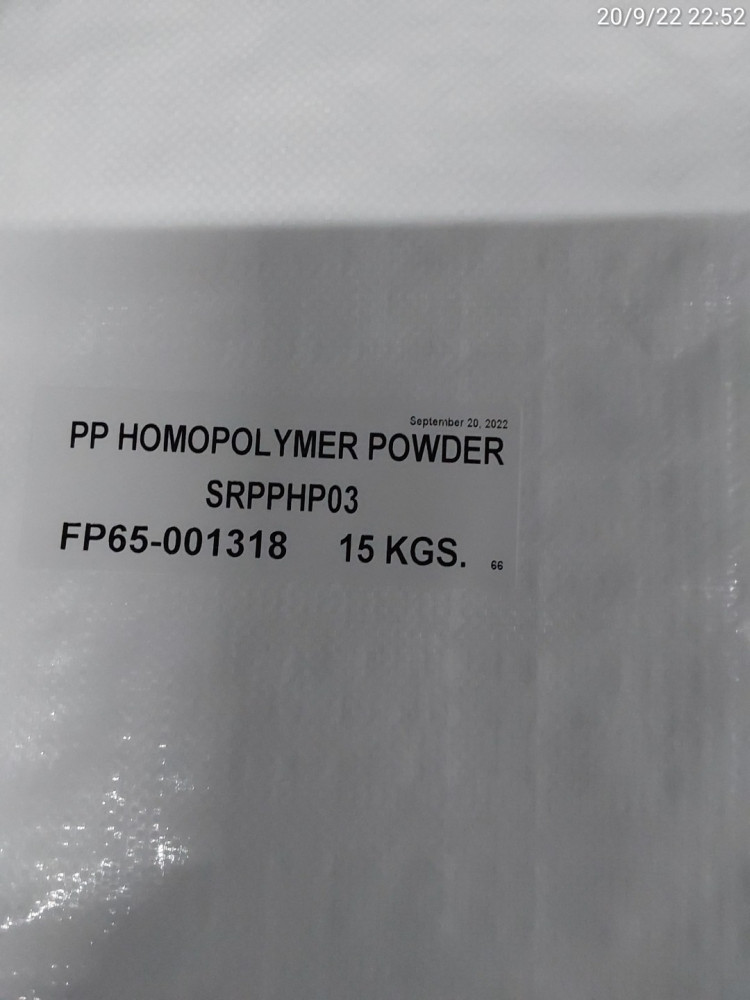 20/9/22 22:52
September 20, 2022
PP HOMOPOLYMER POWDER
SRPPHP03
FP65-001318 15 KGS. 66